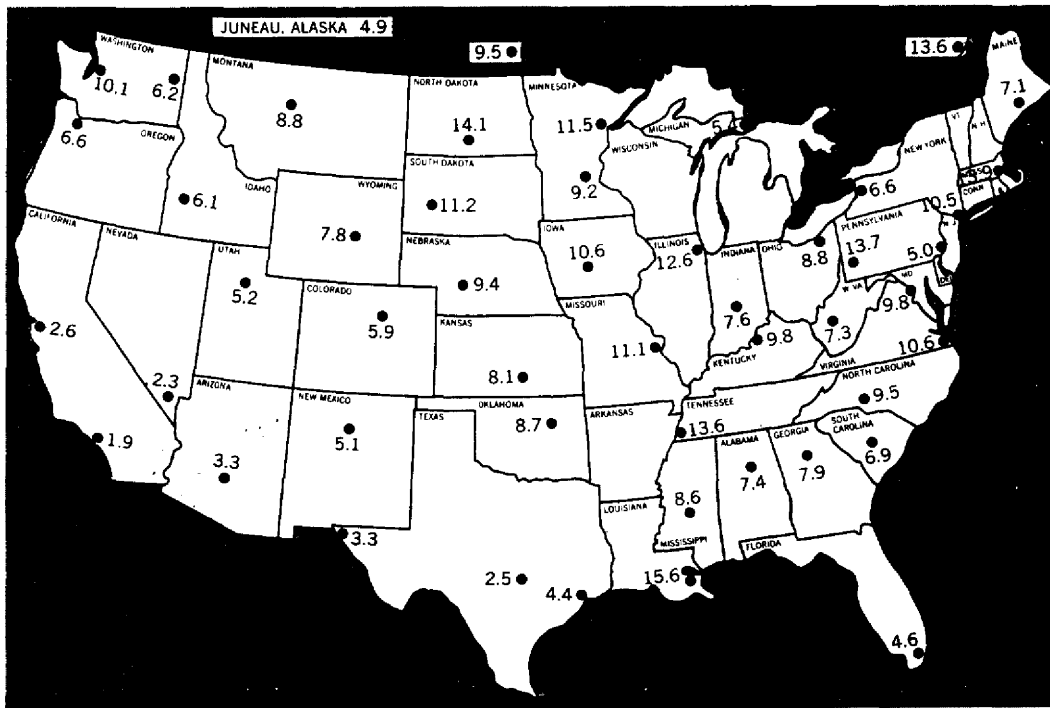 JUNEAU, ALASKA 4.9
9.5
13.6
WASHINGTON
10.1
6.2
MONTANA
8.8
NORTH DAKOTA
14.1
MINNESOTA
11.5
9.2
MICHIGAN
5.4
WISCONSIN
MAINE
7.1
VT
N H
NEW YORK
6.6
MASS
CONN
10.5
6.6
OREGON
IDAHO
6.1
WYOMING
7.8
SOUTH DAKOTA
11.2
IOWA
10.6
ILLINOIS
12.6
INDIANA
7.6
OHIO
8.8
PENNSYLVANIA
13.7
5.0
N J
MD
DEL
9.8
W VA
7.3
CALIFORNIA
2.6
1.9
NEVADA
2.3
UTAH
5.2
COLORADO
5.9
NEBRASKA
9.4
KANSAS
8.1
MISSOURI
11.1
KENTUCKY
9.8
VIRGINIA
10.6
ARIZONA
3.3
NEW MEXICO
5.1
TEXAS
OKLAHOMA
8.7
ARKANSAS
TENNESSEE
13.6
NORTH CAROLINA
9.5
SOUTH
CAROLINA
6.9
ALABAMA
7.4
GEORGIA
7.9
8.6
MISSISSIPPI
LOUISIANA
15.6
FLORIDA
4.6
3.3
2.5
4.4